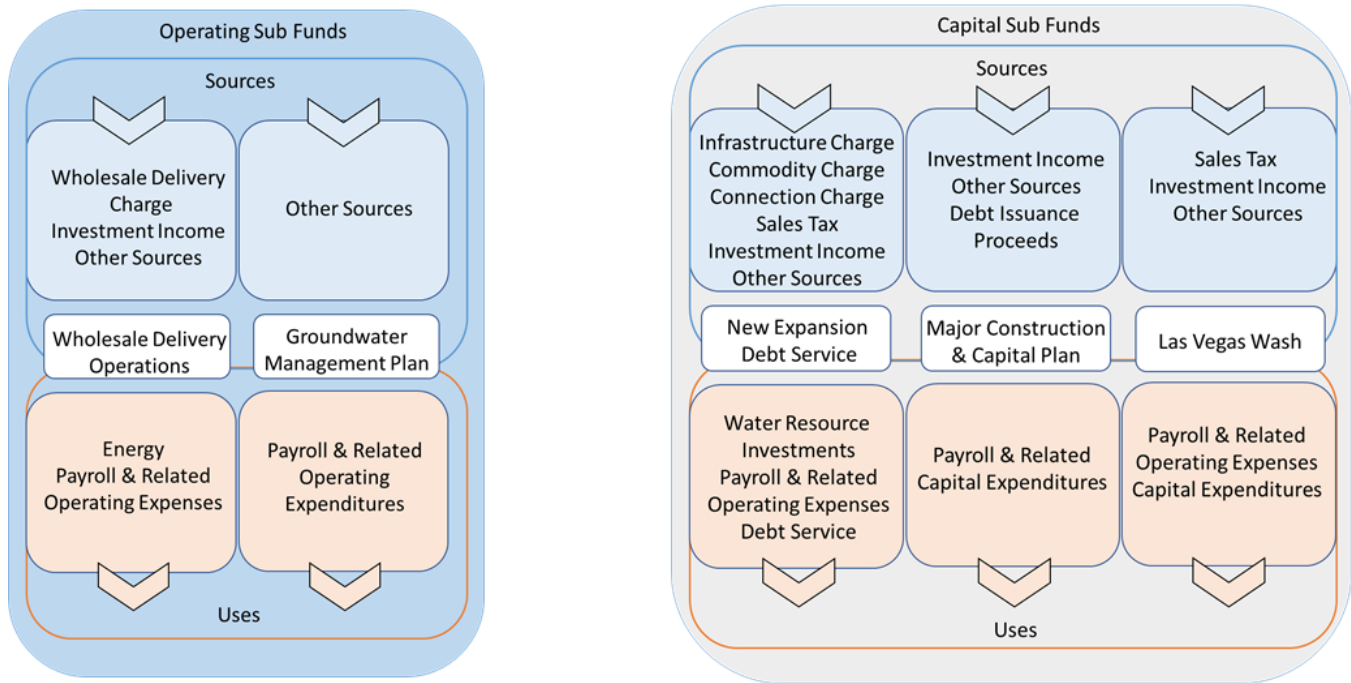 Operating Sub Funds
Sources
Wholesale Delivery
Charge
Investment Income
Other Sources
Other Sources
Wholesale Delivery
Operations
Groundwater
Management Plan
Energy
Payroll & Related
Operating Expenses
Payroll & Related
Operating
Expenditures
Uses
Capital Sub Funds
Sources
Infrastructure Charge
Commodity Charge
Connection Charge
Sales Tax
Investment Income
Other Sources
Investment Income
Other Sources
Debt Issuance
Proceeds
Sales Tax
Investment Income
Other Sources
New Expansion
Debt Service
Major Construction
& Capital Plan
Las Vegas Wash
Water Resource
Investments
Payroll & Related
Operating Expenses
Debt Service
Payroll & Related
Capital Expenditures
Payroll & Related
Operating Expenses
Capital Expenditures
Uses